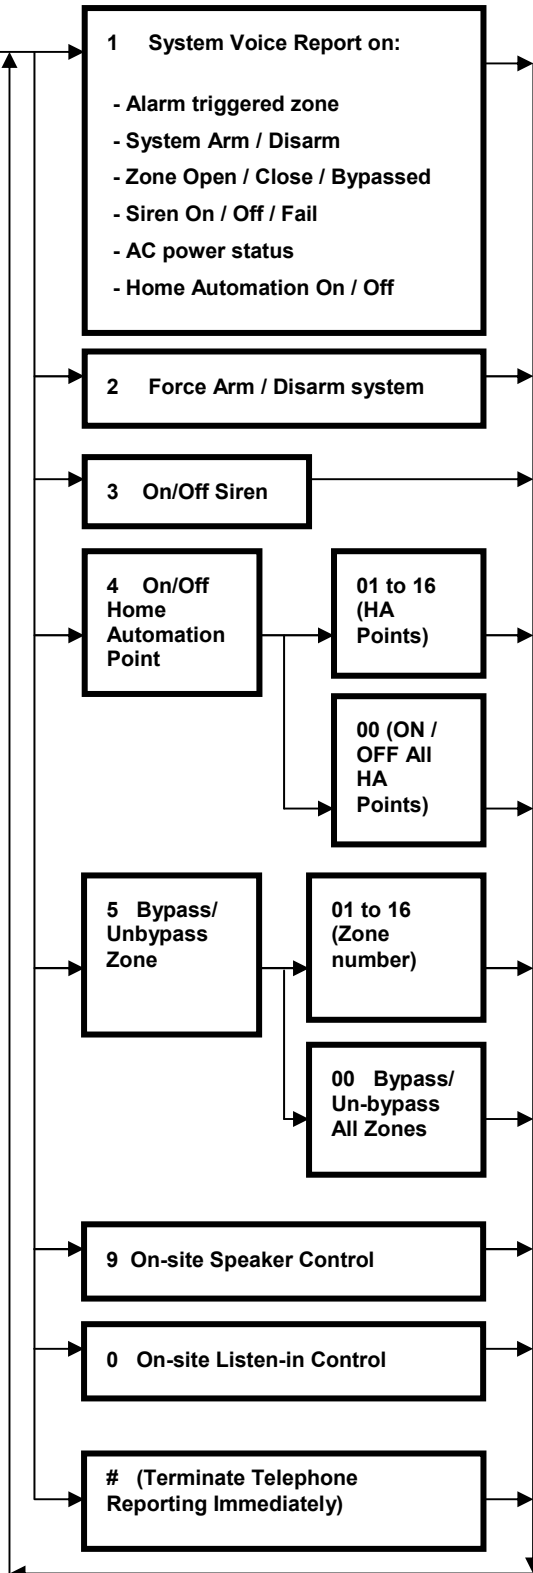 1 System Voice Report on:
- Alarm triggered zone
- System Arm / Disarm
- Zone Open / Close / Bypassed
- Siren On / Off / Fail
- AC power status
- Home Automation On / Off
2 Force Arm / Disarm system
3 On/Off Siren
4 On/Off
Home
Automation
Point
01 to 16
(HA
Points)
00 (ON /
OFF All
HA
Points)
5 Bypass/
Unbypass
Zone
01 to 16
(Zone
number)
00 Bypass/
Un-bypass
All Zones
9 On-site Speaker Control
0 On-site Listen-in Control
# (Terminate Telephone
Reporting Immediately)